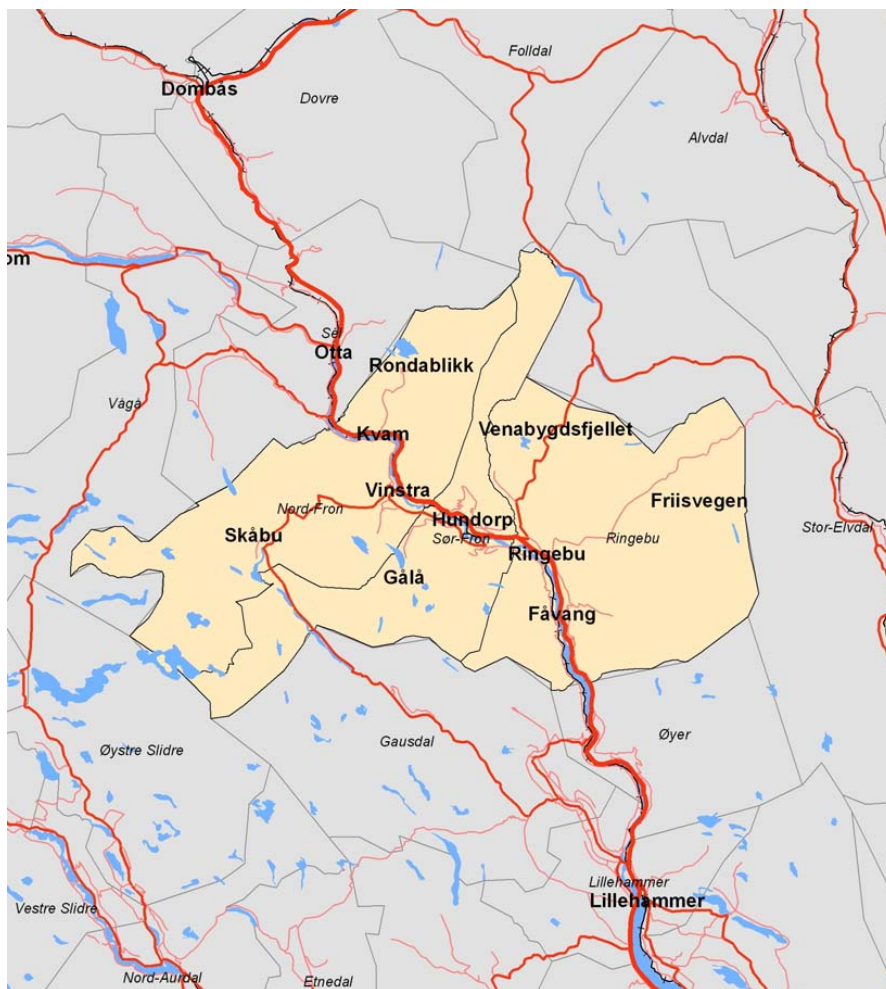 Folldal
Dombås
Dovre
Alvdal
om
Sel
Otta
Rondablikk
Vågå
Kvam
Venabygdsfjellet
Vinstra
Friisvegen
Nord-Fron
Hundorp
Skåbu
Sør-Fron
Ringebu
Stor-Elvdal
Ringebu
Gålå
Fåvang
Øyer
Gausdal
Øystre Slidre
Lillehammer
Lillehammer
Vestre Slidre
Nord-Aurdal
Etnedal